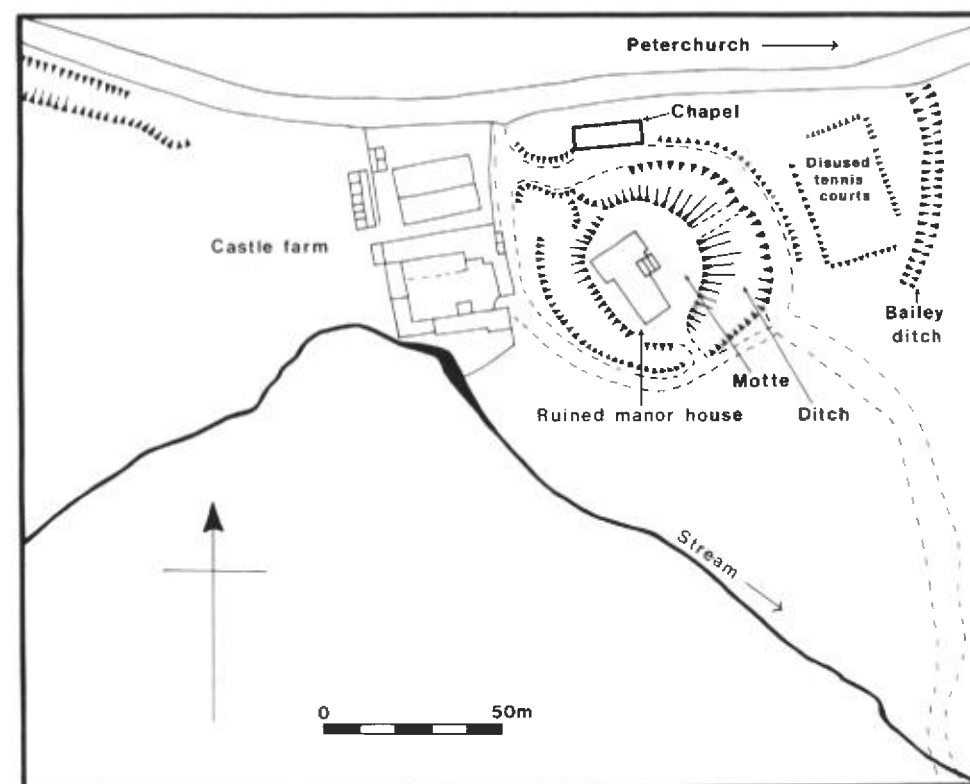 Peterchurch
Chapel
Disused
tennis
courts
Castle farm
Bailey
ditch
Motte
Ruined manor house
Ditch
Stream
0
50m